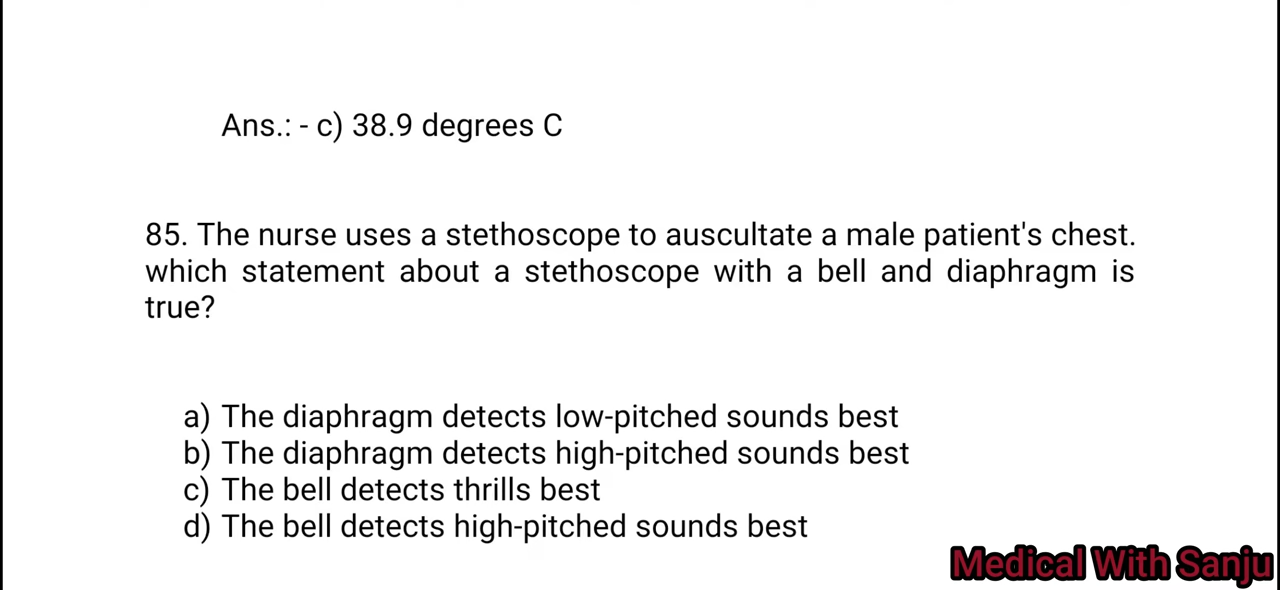 Ans.: - c) 38.9 degrees C
85. The nurse uses a stethoscope to auscultate a male patient's chest.
which statement about a stethoscope with a bell and diaphragm is
true?
a) The diaphragm detects low-pitched sounds best
b) The diaphragm detects high-pitched sounds best
c) The bell detects thrills best
d) The bell detects high-pitched sounds best
Medical With Sanju